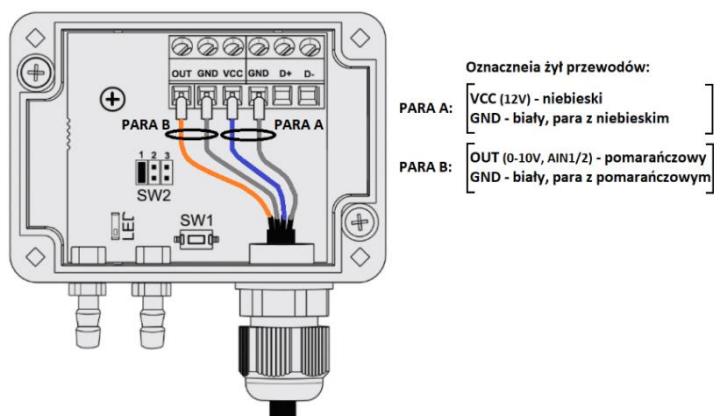 OUT GND VCC GND D+ D-
PARA B
PARA A
1 2 3
SW2
LED
SW1
Oznaczneia żył przewodów:
PARA A:
VCC (12V) - niebieski
GND - biały, para z niebieskim
PARA B:
OUT (0-10V, AIN1/2) - pomarańczowy
GND - biały, para z pomarańczowym